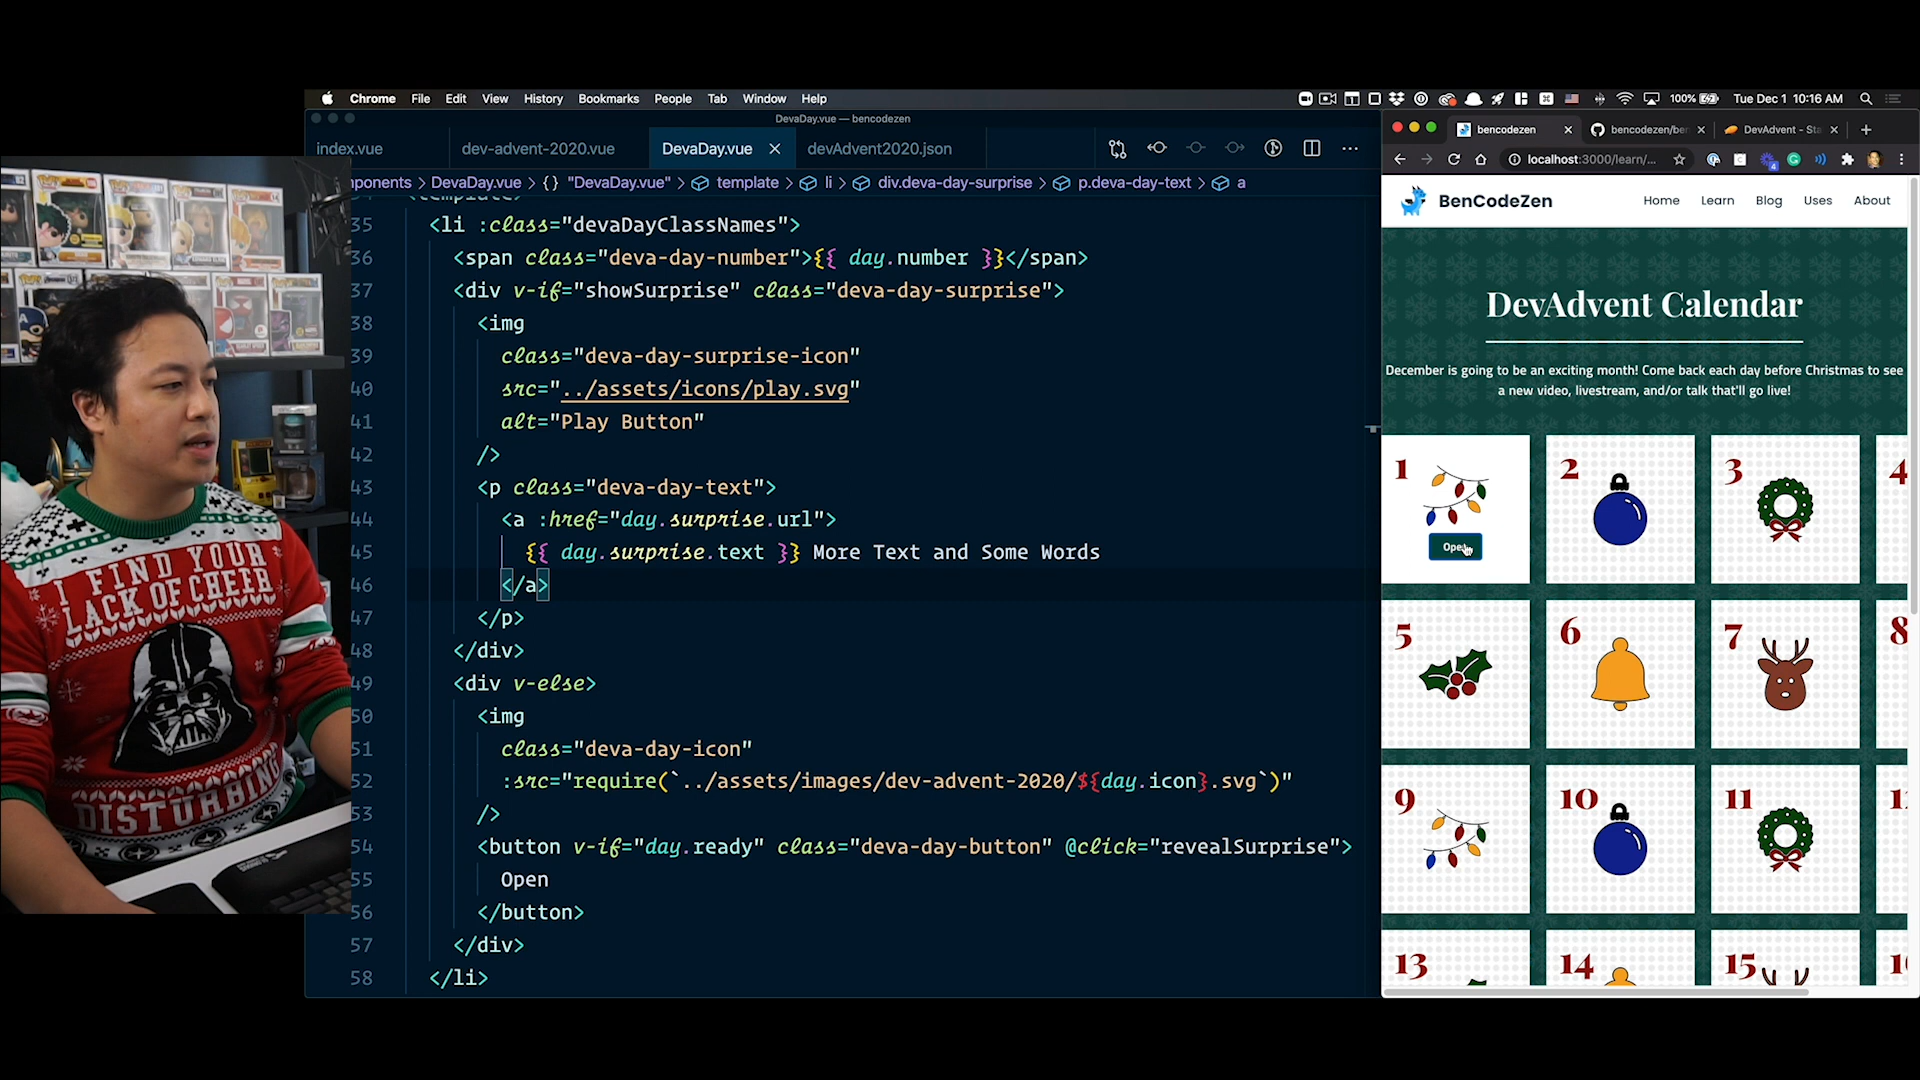 Chrome File Edit View History Bookmarks People Tab Window Help
100% Tue Dec 1 10:16 AM
DevaDay.vue — bencodezen
index.vue dev-advent-2020.vue DevaDay.vue devAdvent2020.json
mponents > DevaDay.vue > {} "DevaDay.vue" > template > li > div.deva-day-surprise > p.deva-day-text > a
<template>
35 <li :class="devaDayClassNames">
36 <span class="deva-day-number">{{ day.number }}</span>
37 <div v-if="showSurprise" class="deva-day-surprise">
38 <img
39 class="deva-day-surprise-icon"
40 src="../assets/icons/play.svg"
41 alt="Play Button"
42 />
43 <p class="deva-day-text">
44 <a :href="day.surprise.url">
45 {{ day.surprise.text }} More Text and Some Words
46 </a>
47 </p>
48 </div>
49 <div v-else>
50 <img
51 class="deva-day-icon"
52 :src="require(`../assets/images/dev-advent-2020/${day.icon}.svg`)"
53 />
54 <button v-if="day.ready" class="deva-day-button" @click="revealSurprise">
55 Open
56 </button>
57 </div>
58 </li>
bencodezen bencodezen/ben DevAdvent - Sta
localhost:3000/learn/...
BenCodeZen Home Learn Blog Uses About
DevAdvent Calendar
December is going to be an exciting month! Come back each day before Christmas to see
a new video, livestream, and/or talk that'll go live!
1 2 3 4
Open
5 6 7 8
9 10 11
13 14 15
I FIND YOUR
LACK OF CHEER
DISTURBING